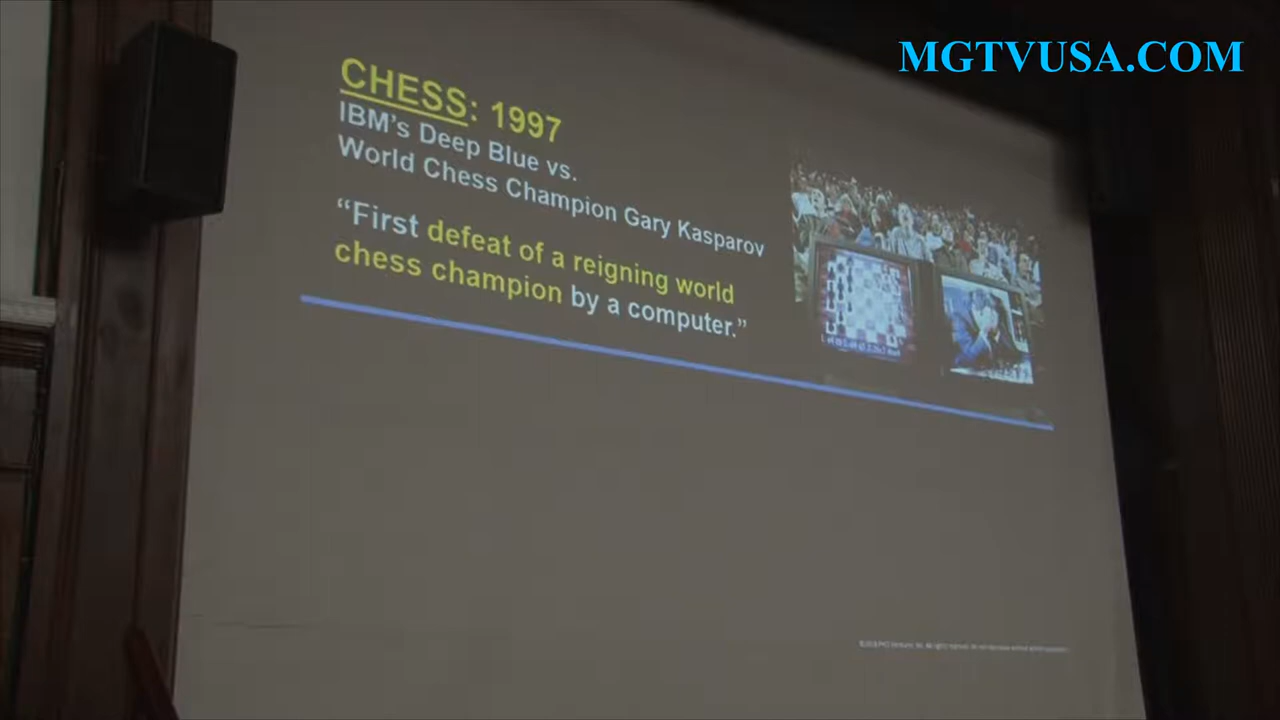 MGTVUSA.COM
CHESS: 1997
IBM's Deep Blue vs.
World Chess Champion Gary Kasparov
“First defeat of a reigning world
chess champion by a computer.”